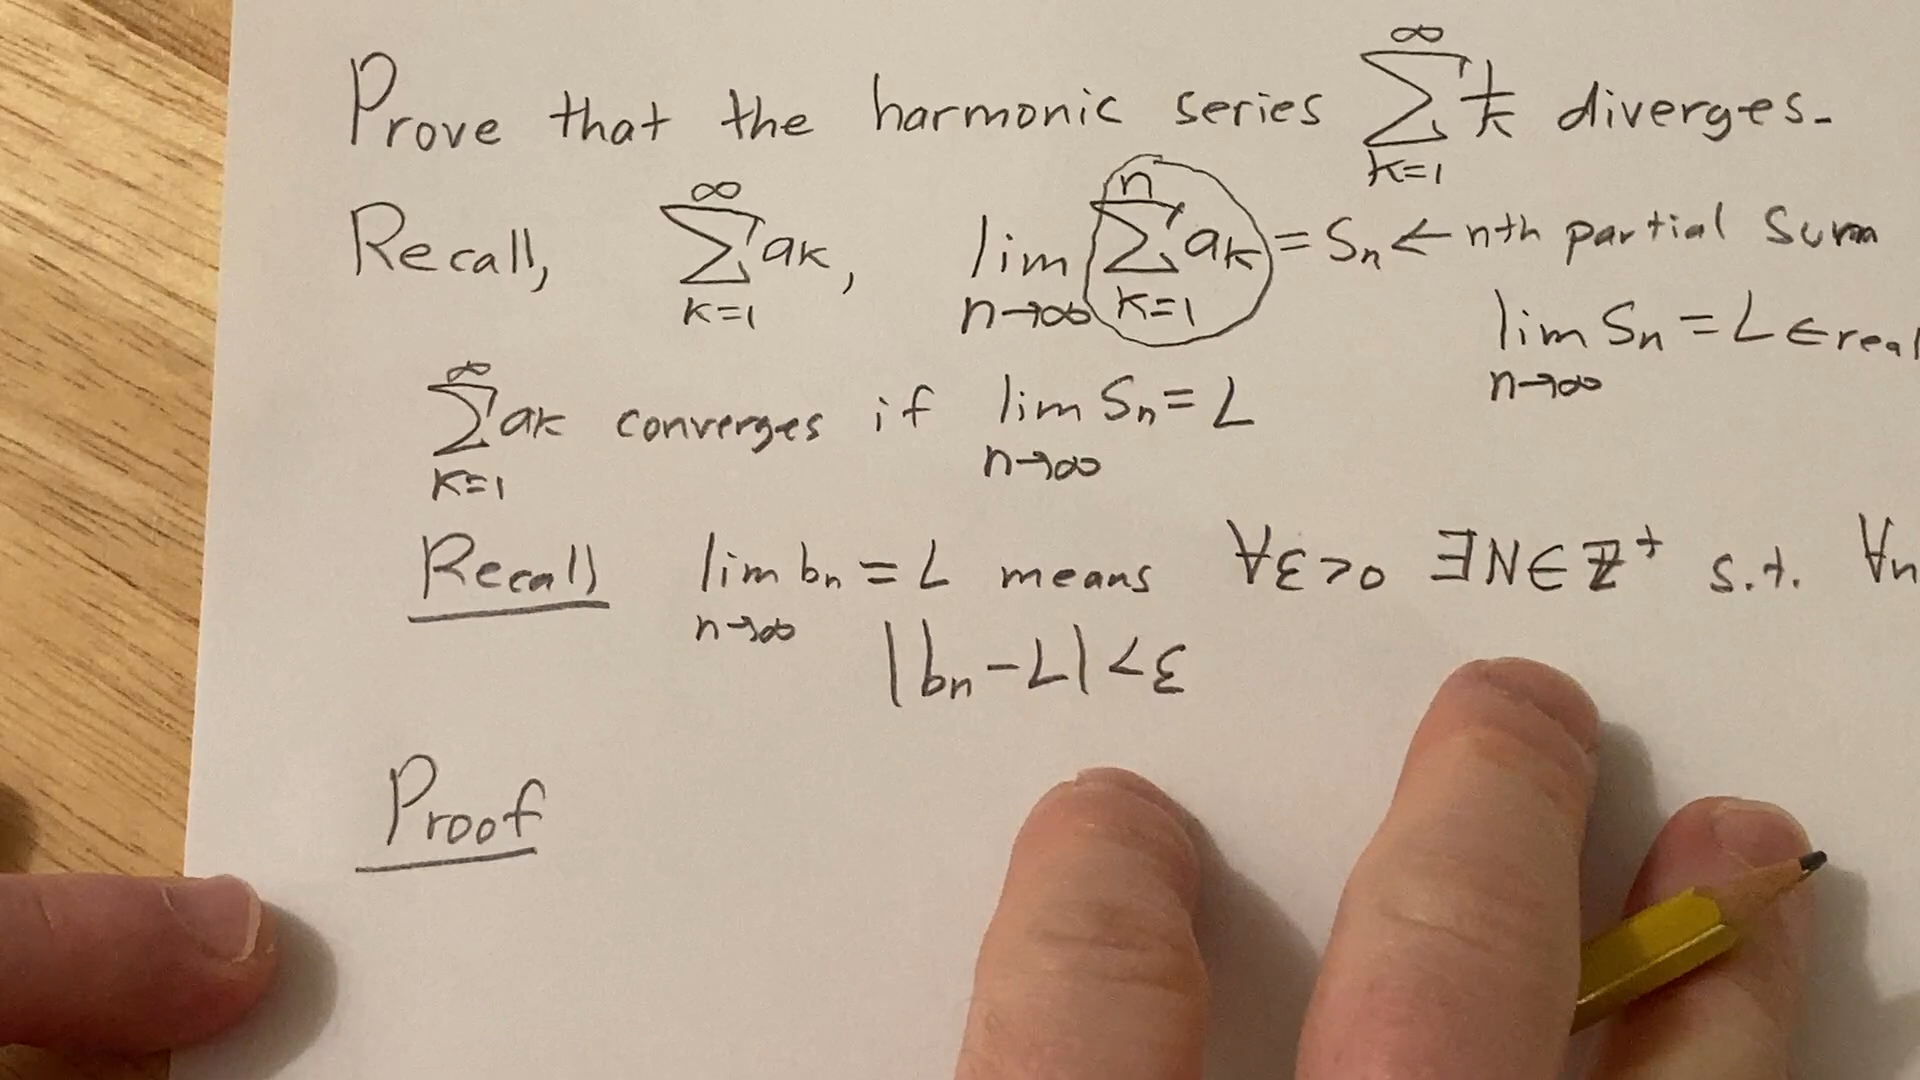 Prove that the harmonic series ∑_{k=1}^{∞} 1/k diverges.
Recall, ∑_{k=1}^{∞} a_k, lim_{n→∞} ∑_{k=1}^{n} a_k = S_n ← nth partial sum
lim_{n→∞} S_n = L ∈ real
∑_{k=1}^{∞} a_k converges if lim_{n→∞} S_n = L
Recall lim_{n→∞} b_n = L means ∀ε>0 ∃N∈ℤ⁺ s.t. ∀n
|b_n - L| < ε
Proof